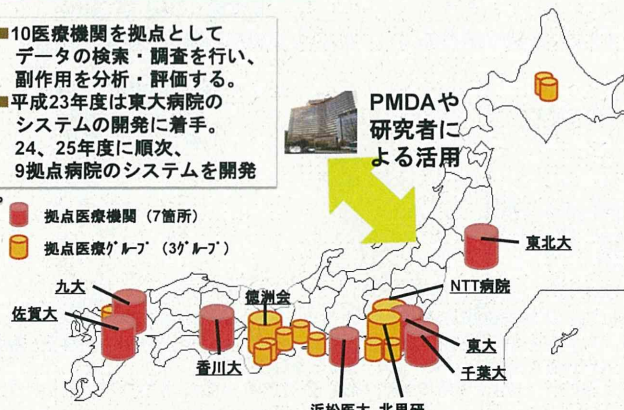 ■10医療機関を拠点として
データの検索・調査を行い、
副作用を分析・評価する。
■平成23年度は東大病院の
システムの開発に着手。
24、25年度に順次、
9拠点病院のシステムを開発
PMDAや
研究者に
よる活用
拠点医療機関（7箇所）
拠点医療グループ（3グループ）
東北大
九大
徳洲会
NTT病院
佐賀大
東大
香川大
千葉大
浜松医大
北里研